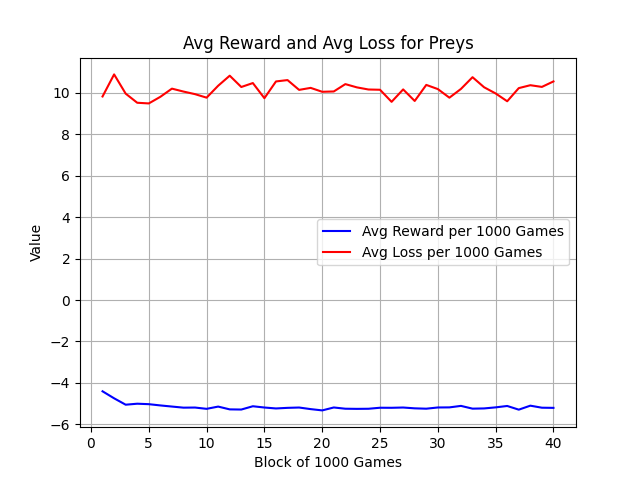 Avg Reward and Avg Loss for Preys
Value
10
8
6
4
2
0
−2
−4
−6
Avg Reward per 1000 Games
Avg Loss per 1000 Games
0 5 10 15 20 25 30 35 40
Block of 1000 Games